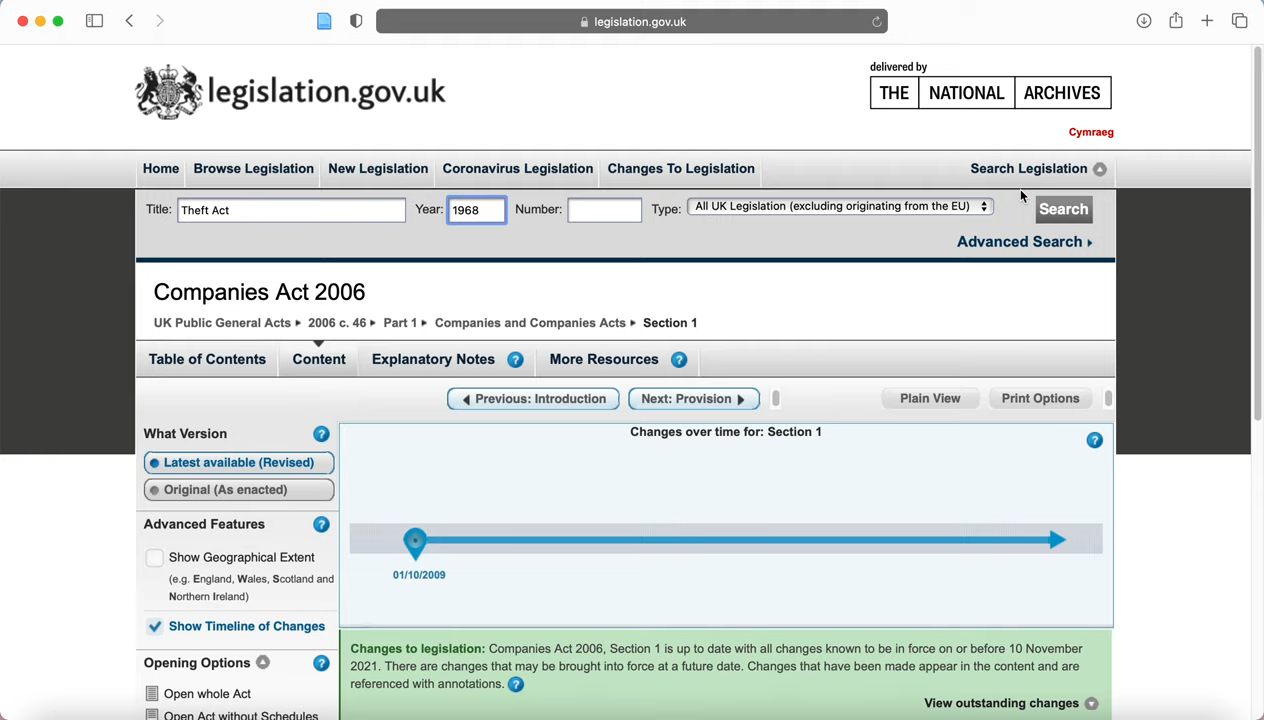 legislation.gov.uk
legislation.gov.uk
delivered by
THE NATIONAL ARCHIVES
Cymraeg
Home Browse Legislation New Legislation Coronavirus Legislation Changes To Legislation Search Legislation
Title: Theft Act Year: 1968 Number: Type: All UK Legislation (excluding originating from the EU) Search
Advanced Search
Companies Act 2006
UK Public General Acts 2006 c. 46 Part 1 Companies and Companies Acts Section 1
Table of Contents Content Explanatory Notes ? More Resources ?
Previous: Introduction Next: Provision Plain View Print Options
What Version ?
Latest available (Revised)
Original (As enacted)
Advanced Features ?
Show Geographical Extent
(e.g. England, Wales, Scotland and
Northern Ireland)
Show Timeline of Changes
Opening Options ?
Open whole Act
Open Act without Schedules
Changes over time for: Section 1
?
01/10/2009
Changes to legislation: Companies Act 2006, Section 1 is up to date with all changes known to be in force on or before 10 November
2021. There are changes that may be brought into force at a future date. Changes that have been made appear in the content and are
referenced with annotations. ?
View outstanding changes